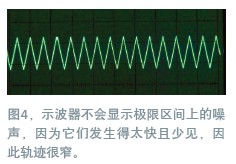 图4，示波器不会显示极限区间上的噪
声，因为它们发生得太快且少见，因
此轨迹很窄。